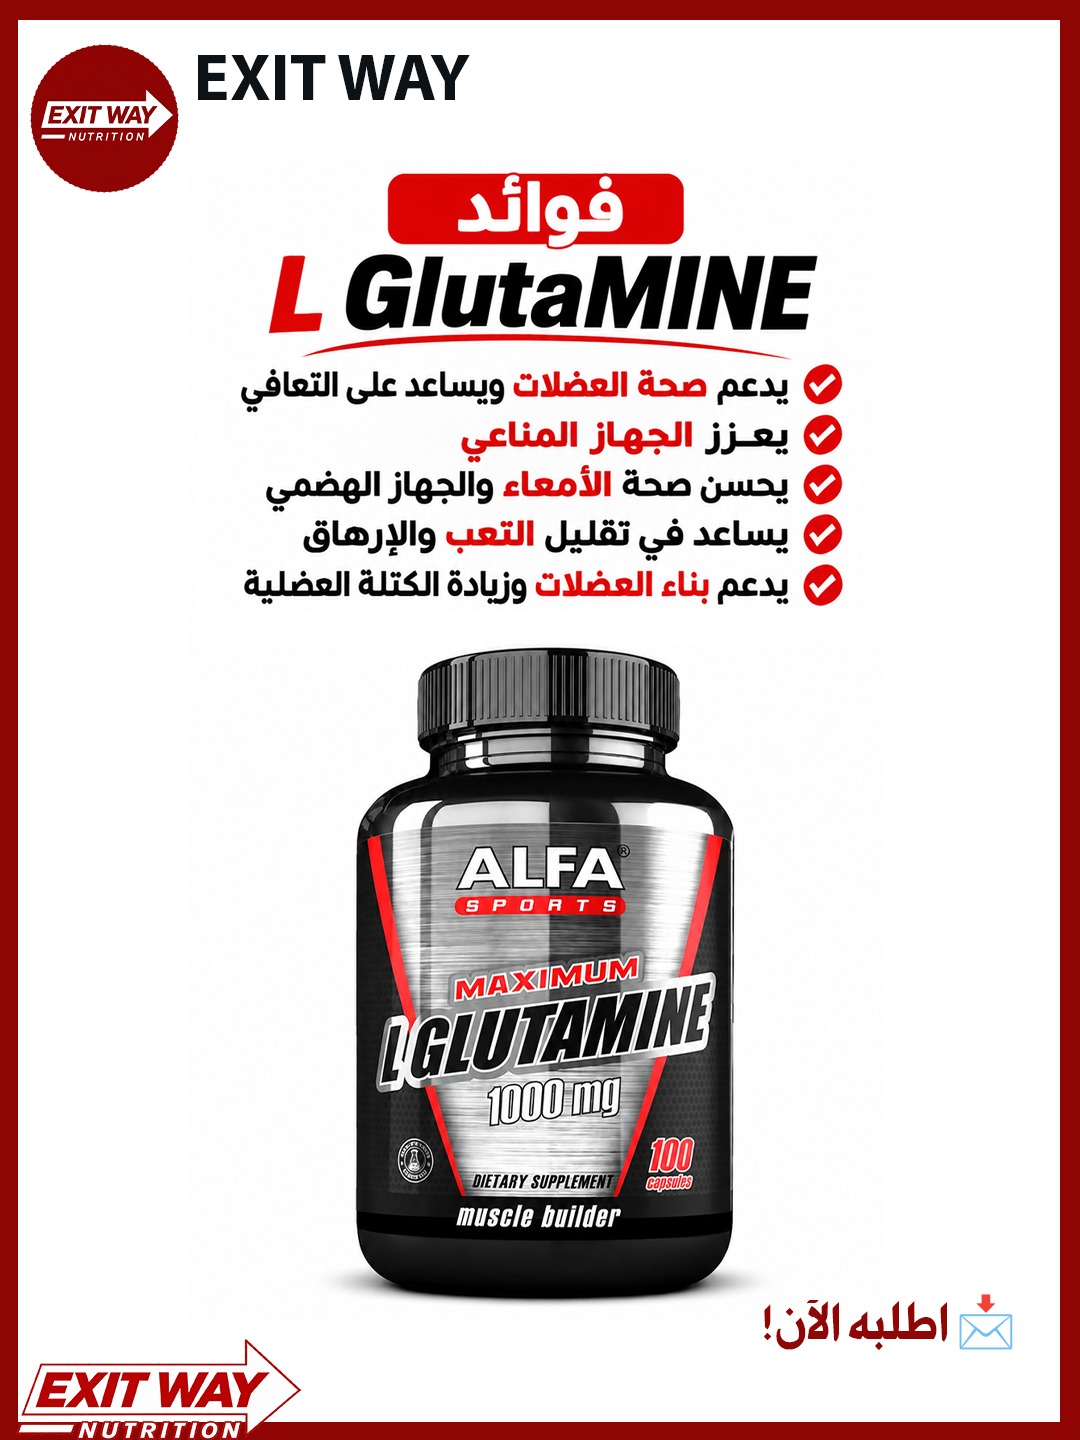 EXIT WAY
NUTRITION
EXIT WAY
فوائد
L GlutaMINE
يدعم صحة العضلات ويساعد على التعافي
يعـزز الجهاز المناعي
يحسن صحة الأمعاء والجهاز الهضمي
يساعد في تقليل التعب والإرهاق
يدعم بناء العضلات وزيادة الكتلة العضلية
ALFA®
SPORTS
MAXIMUM
L GLUTAMINE
1000 mg
100
capsules
DIETARY SUPPLEMENT
muscle builder
اطلبه الآن!
EXIT WAY
NUTRITION